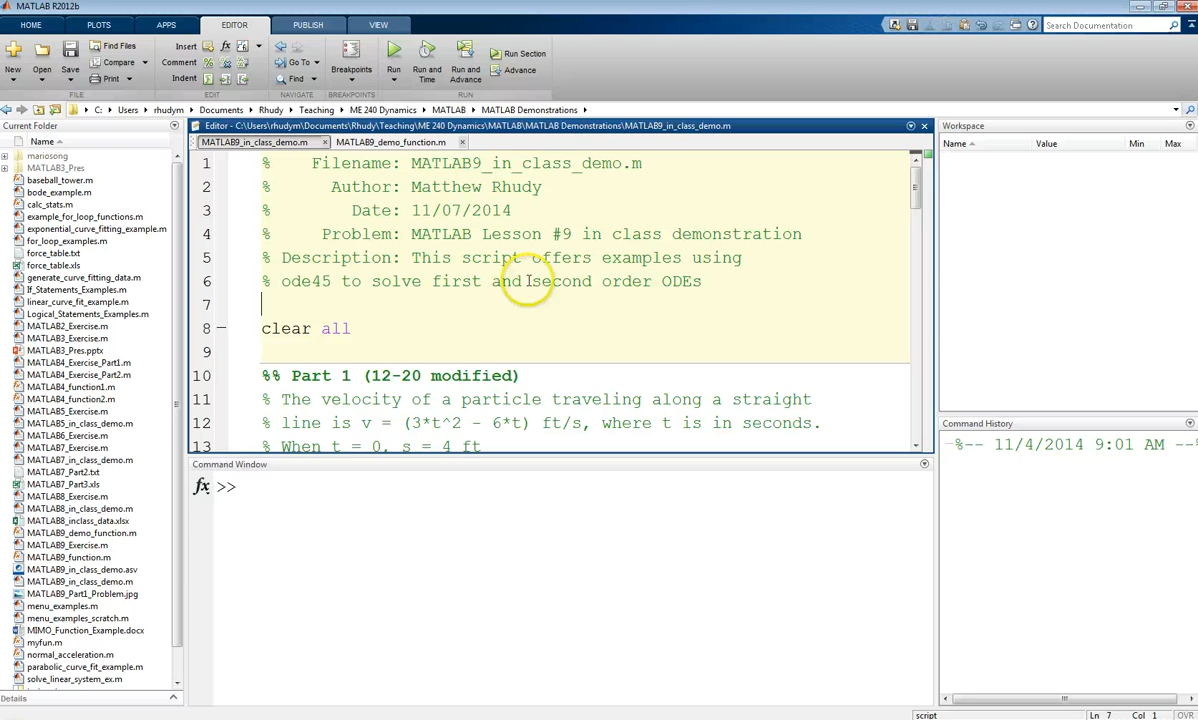 MATLAB R2012b
HOME PLOTS APPS EDITOR PUBLISH VIEW
Search Documentation
New Open Save
Find Files
Compare
Print
FILE
Insert
Comment
Indent
EDIT
Go To
Find
NAVIGATE
Breakpoints
BREAKPOINTS
Run
Run and Time
Run and Advance
Run Section
Advance
RUN
C: Users rhudym Documents Rhudy Teaching ME 240 Dynamics MATLAB MATLAB Demonstrations
Current Folder
Name
mariosong
MATLAB3_Pres
baseball_tower.m
bode_example.m
calc_stats.m
example_for_loop_functions.m
exponential_curve_fitting_example.m
for_loop_examples.m
force_table.txt
force_table.xls
generate_curve_fitting_data.m
If_Statements_Examples.m
linear_curve_fit_example.m
Logical_Statements_Examples.m
MATLAB2_Exercise.m
MATLAB3_Exercise.m
MATLAB3_Pres.pptx
MATLAB4_Exercise_Part1.m
MATLAB4_Exercise_Part2.m
MATLAB4_function1.m
MATLAB4_function2.m
MATLAB5_Exercise.m
MATLAB6_Exercise.m
MATLAB7_Exercise.m
MATLAB7_in_class_demo.m
MATLAB7_Part2.txt
MATLAB7_Part3.xls
MATLAB8_Exercise.m
MATLAB8_in_class_demo.m
MATLAB8_inclass_data.xlsx
MATLAB9_demo_function.m
MATLAB9_Exercise.m
MATLAB9_function.m
MATLAB9_in_class_demo.asv
MATLAB9_in_class_demo.m
MATLAB9_Part1_Problem.jpg
menu_examples.m
menu_examples_scratch.m
MIMO_Function_Example.docx
myfun.m
normal_acceleration.m
parabolic_curve_fit_example.m
solve_linear_system_ex.m
Details
Editor - C:\Users\rhudym\Documents\Rhudy\Teaching\ME 240 Dynamics\MATLAB\MATLAB Demonstrations\MATLAB9_in_class_demo.m
MATLAB9_in_class_demo.m MATLAB9_demo_function.m
1 % Filename: MATLAB9_in_class_demo.m
2 % Author: Matthew Rhudy
3 % Date: 11/07/2014
4 % Problem: MATLAB Lesson #9 in class demonstration
5 % Description: This script offers examples using
6 % ode45 to solve first and second order ODEs
7
8 clear all
9
10 %% Part 1 (12-20 modified)
11 % The velocity of a particle traveling along a straight
12 % line is v = (3*t^2 - 6*t) ft/s, where t is in seconds.
13 % When t = 0, s = 4 ft
Command Window
fx >>
Workspace
Name Value Min Max
Command History
%-- 11/4/2014 9:01 AM --%
script Ln 7 Col 1 OVR